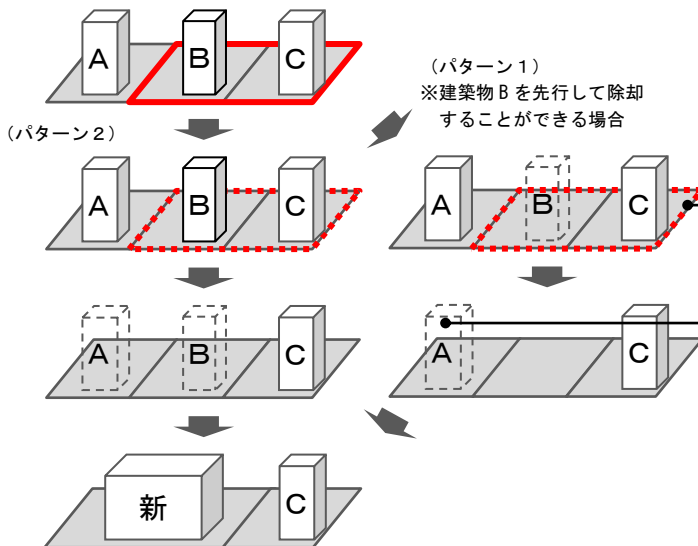 A B C
(パターン1)
※建築物Bを先行して除却
することができる場合
(パターン2)
A B C
A B C
A B C
A C
新 C